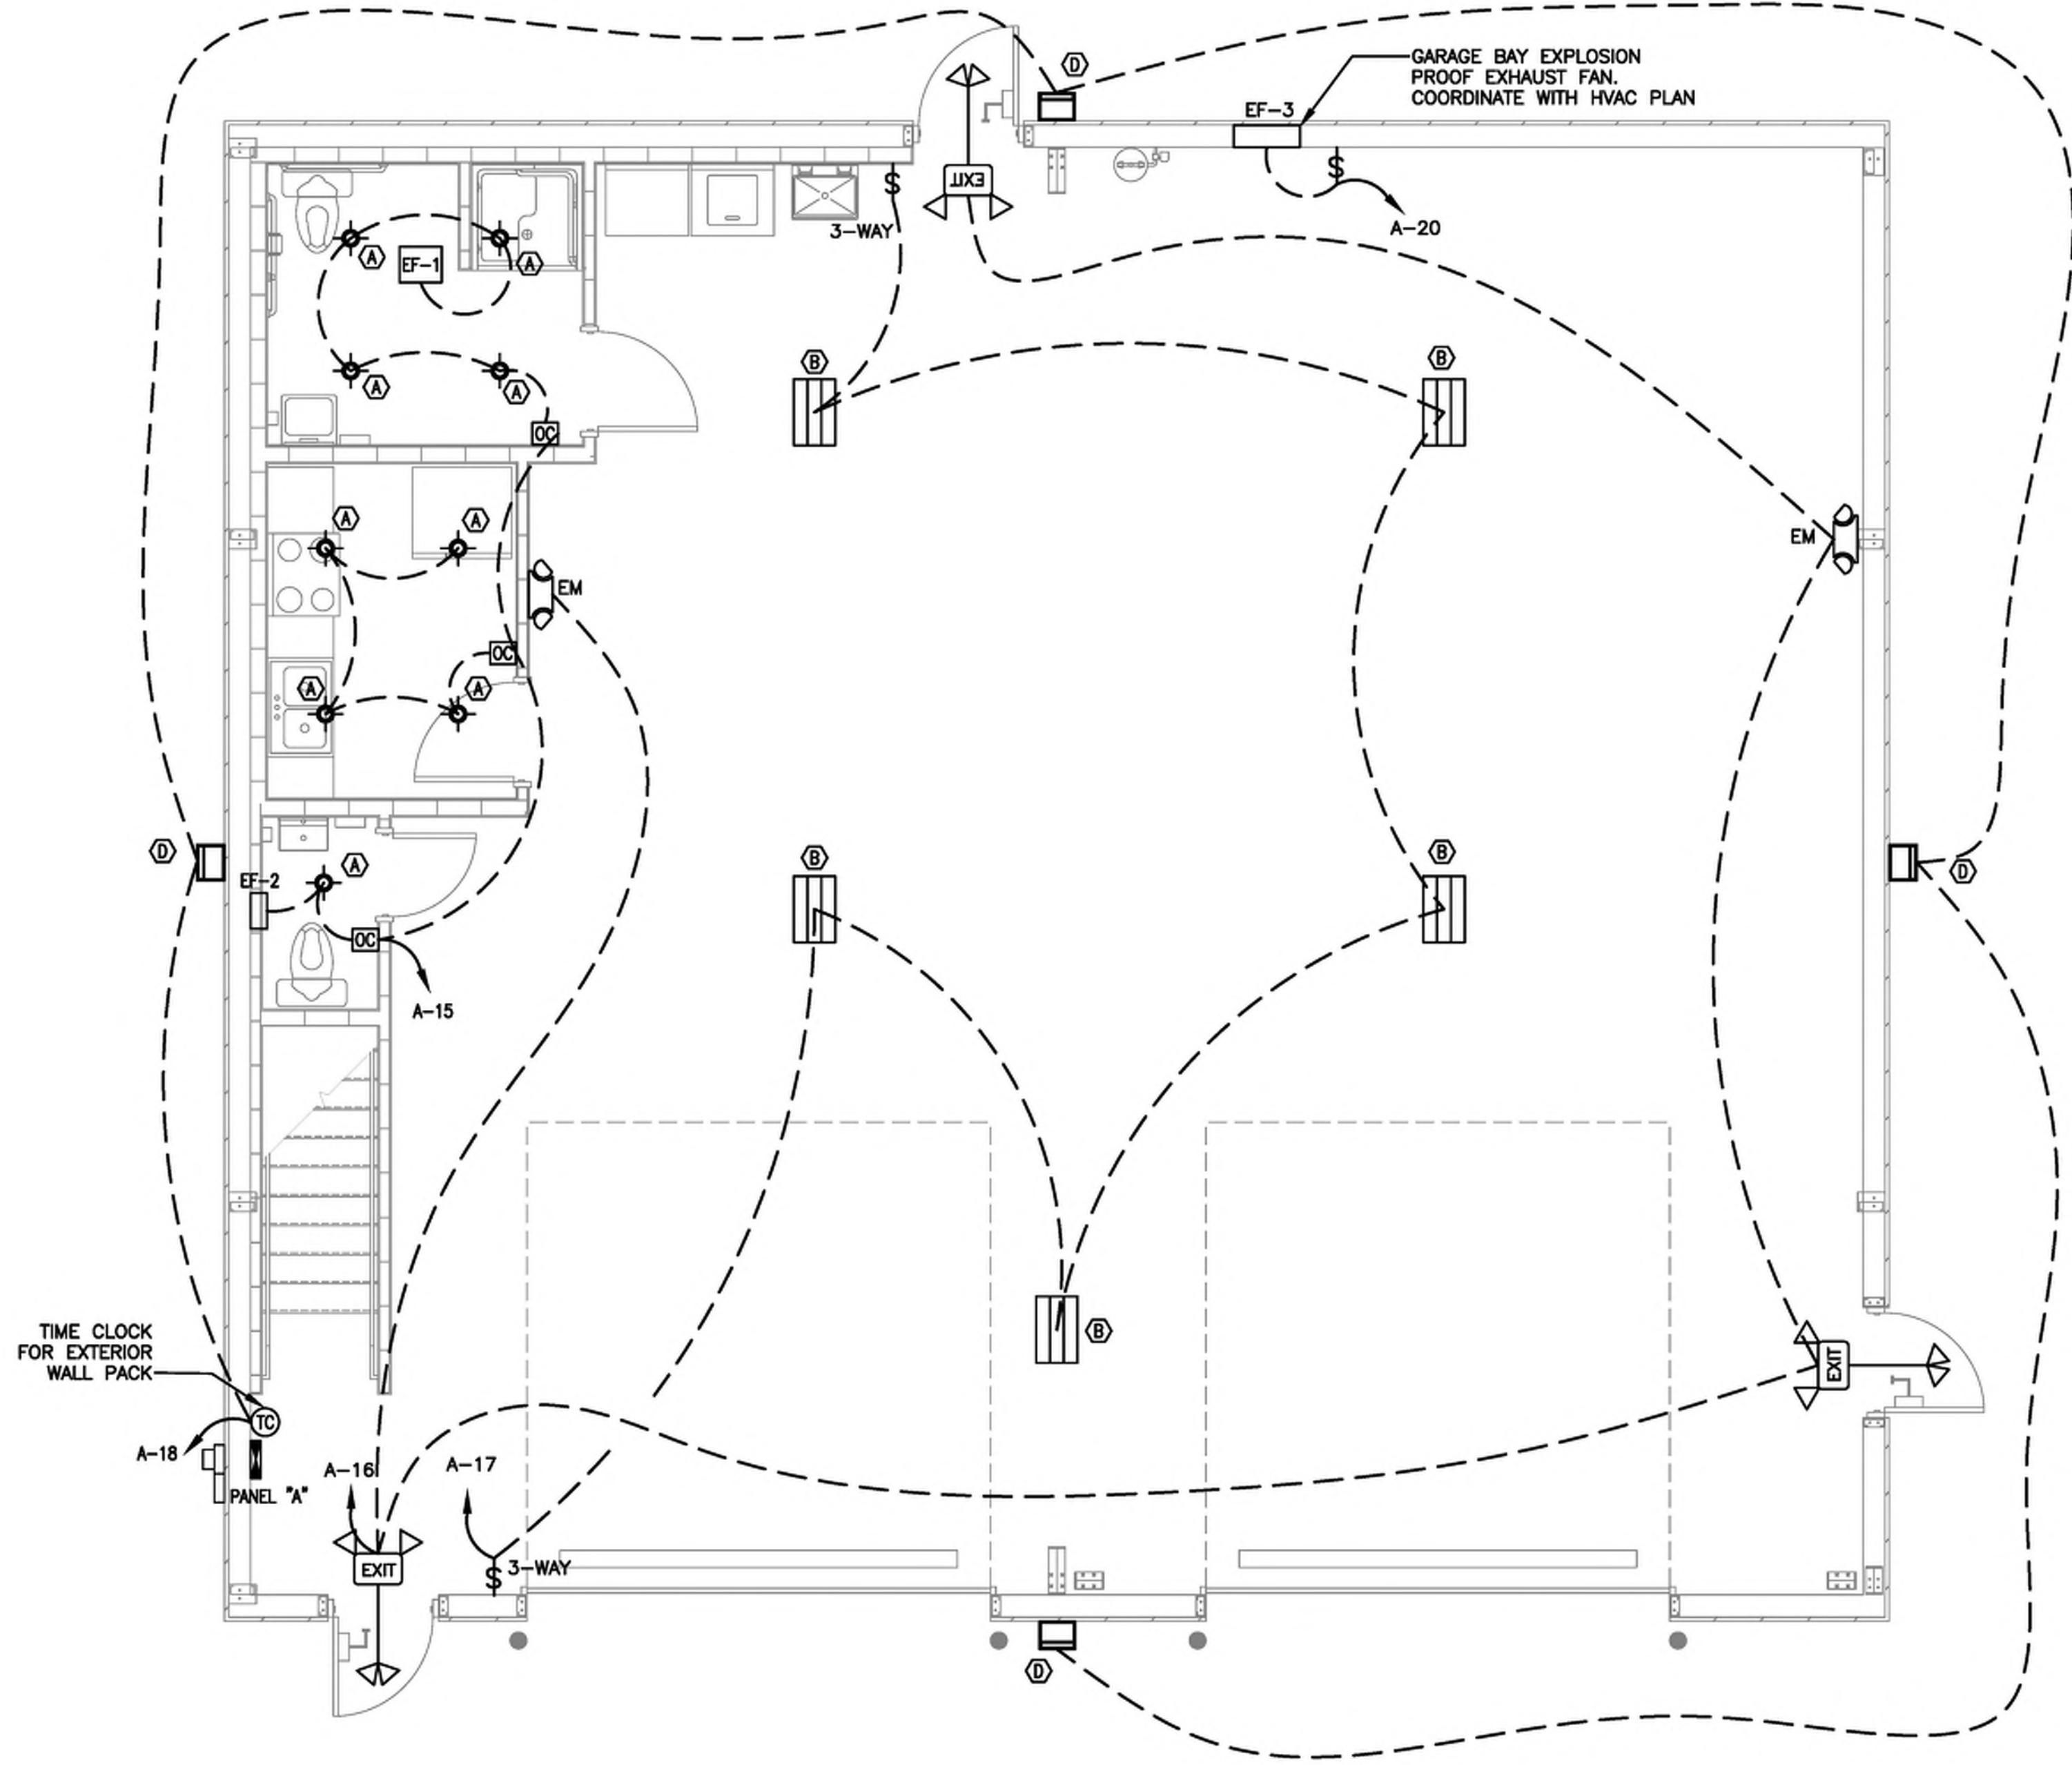 D
GARAGE BAY EXPLOSION
PROOF EXHAUST FAN.
COORDINATE WITH HVAC PLAN
EF-3
EXIT
S
S
3-WAY
A-20
A
EF-1
A
A
A
OC
B
B
A
A
EM
EM
OC
A
A
D
A
EF-2
OC
A-15
B
B
D
TIME CLOCK
FOR EXTERIOR
WALL PACK
B
EXIT
TC
A-18
A-16
A-17
PANEL "A"
EXIT
3-WAY
S
D